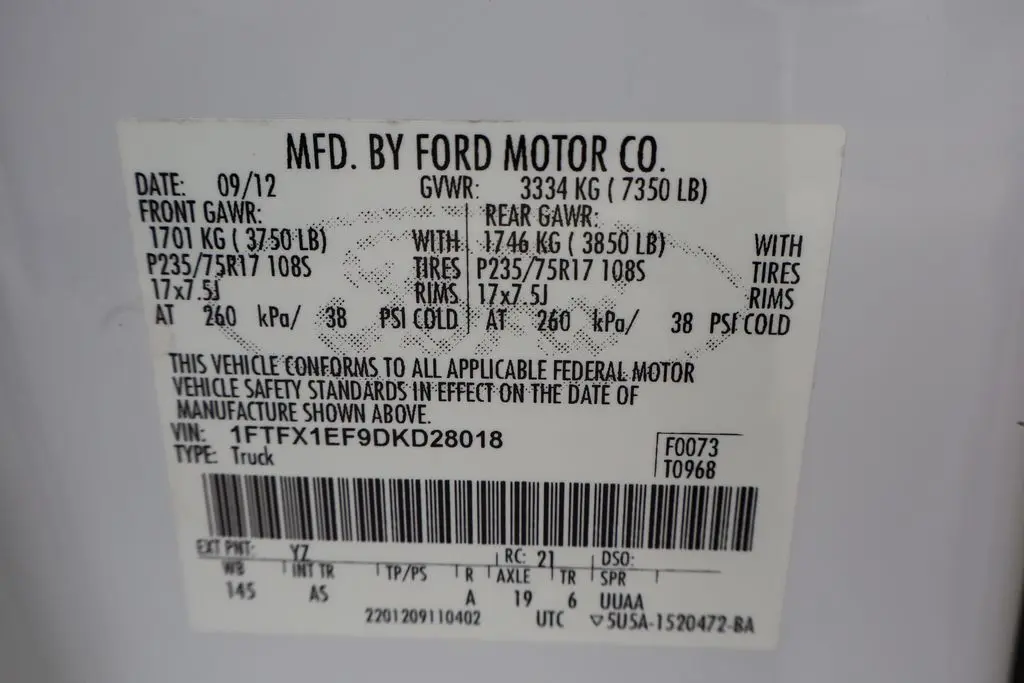 MFD. BY FORD MOTOR CO.
DATE: 09/12 GVWR: 3334 KG ( 7350 LB)
FRONT GAWR: REAR GAWR:
1701 KG ( 3750 LB) WITH 1746 KG ( 3850 LB) WITH
P235/75R17 108S TIRES P235/75R17 108S TIRES
17x7.5J RIMS 17x7.5J RIMS
AT 260 kPa/ 38 PSI COLD AT 260 kPa/ 38 PSI COLD
THIS VEHICLE CONFORMS TO ALL APPLICABLE FEDERAL MOTOR
VEHICLE SAFETY STANDARDS IN EFFECT ON THE DATE OF
MANUFACTURE SHOWN ABOVE.
VIN: 1FTFX1EF9DKD28018
F0073
TYPE: Truck
T0968
EXT PNT: YZ RC: 21 DSO:
WB INT TR TP/PS R AXLE TR SPR
145 AS A 19 6 UUAA
2201209110402 UTC ▽5U5A-1520472-BA